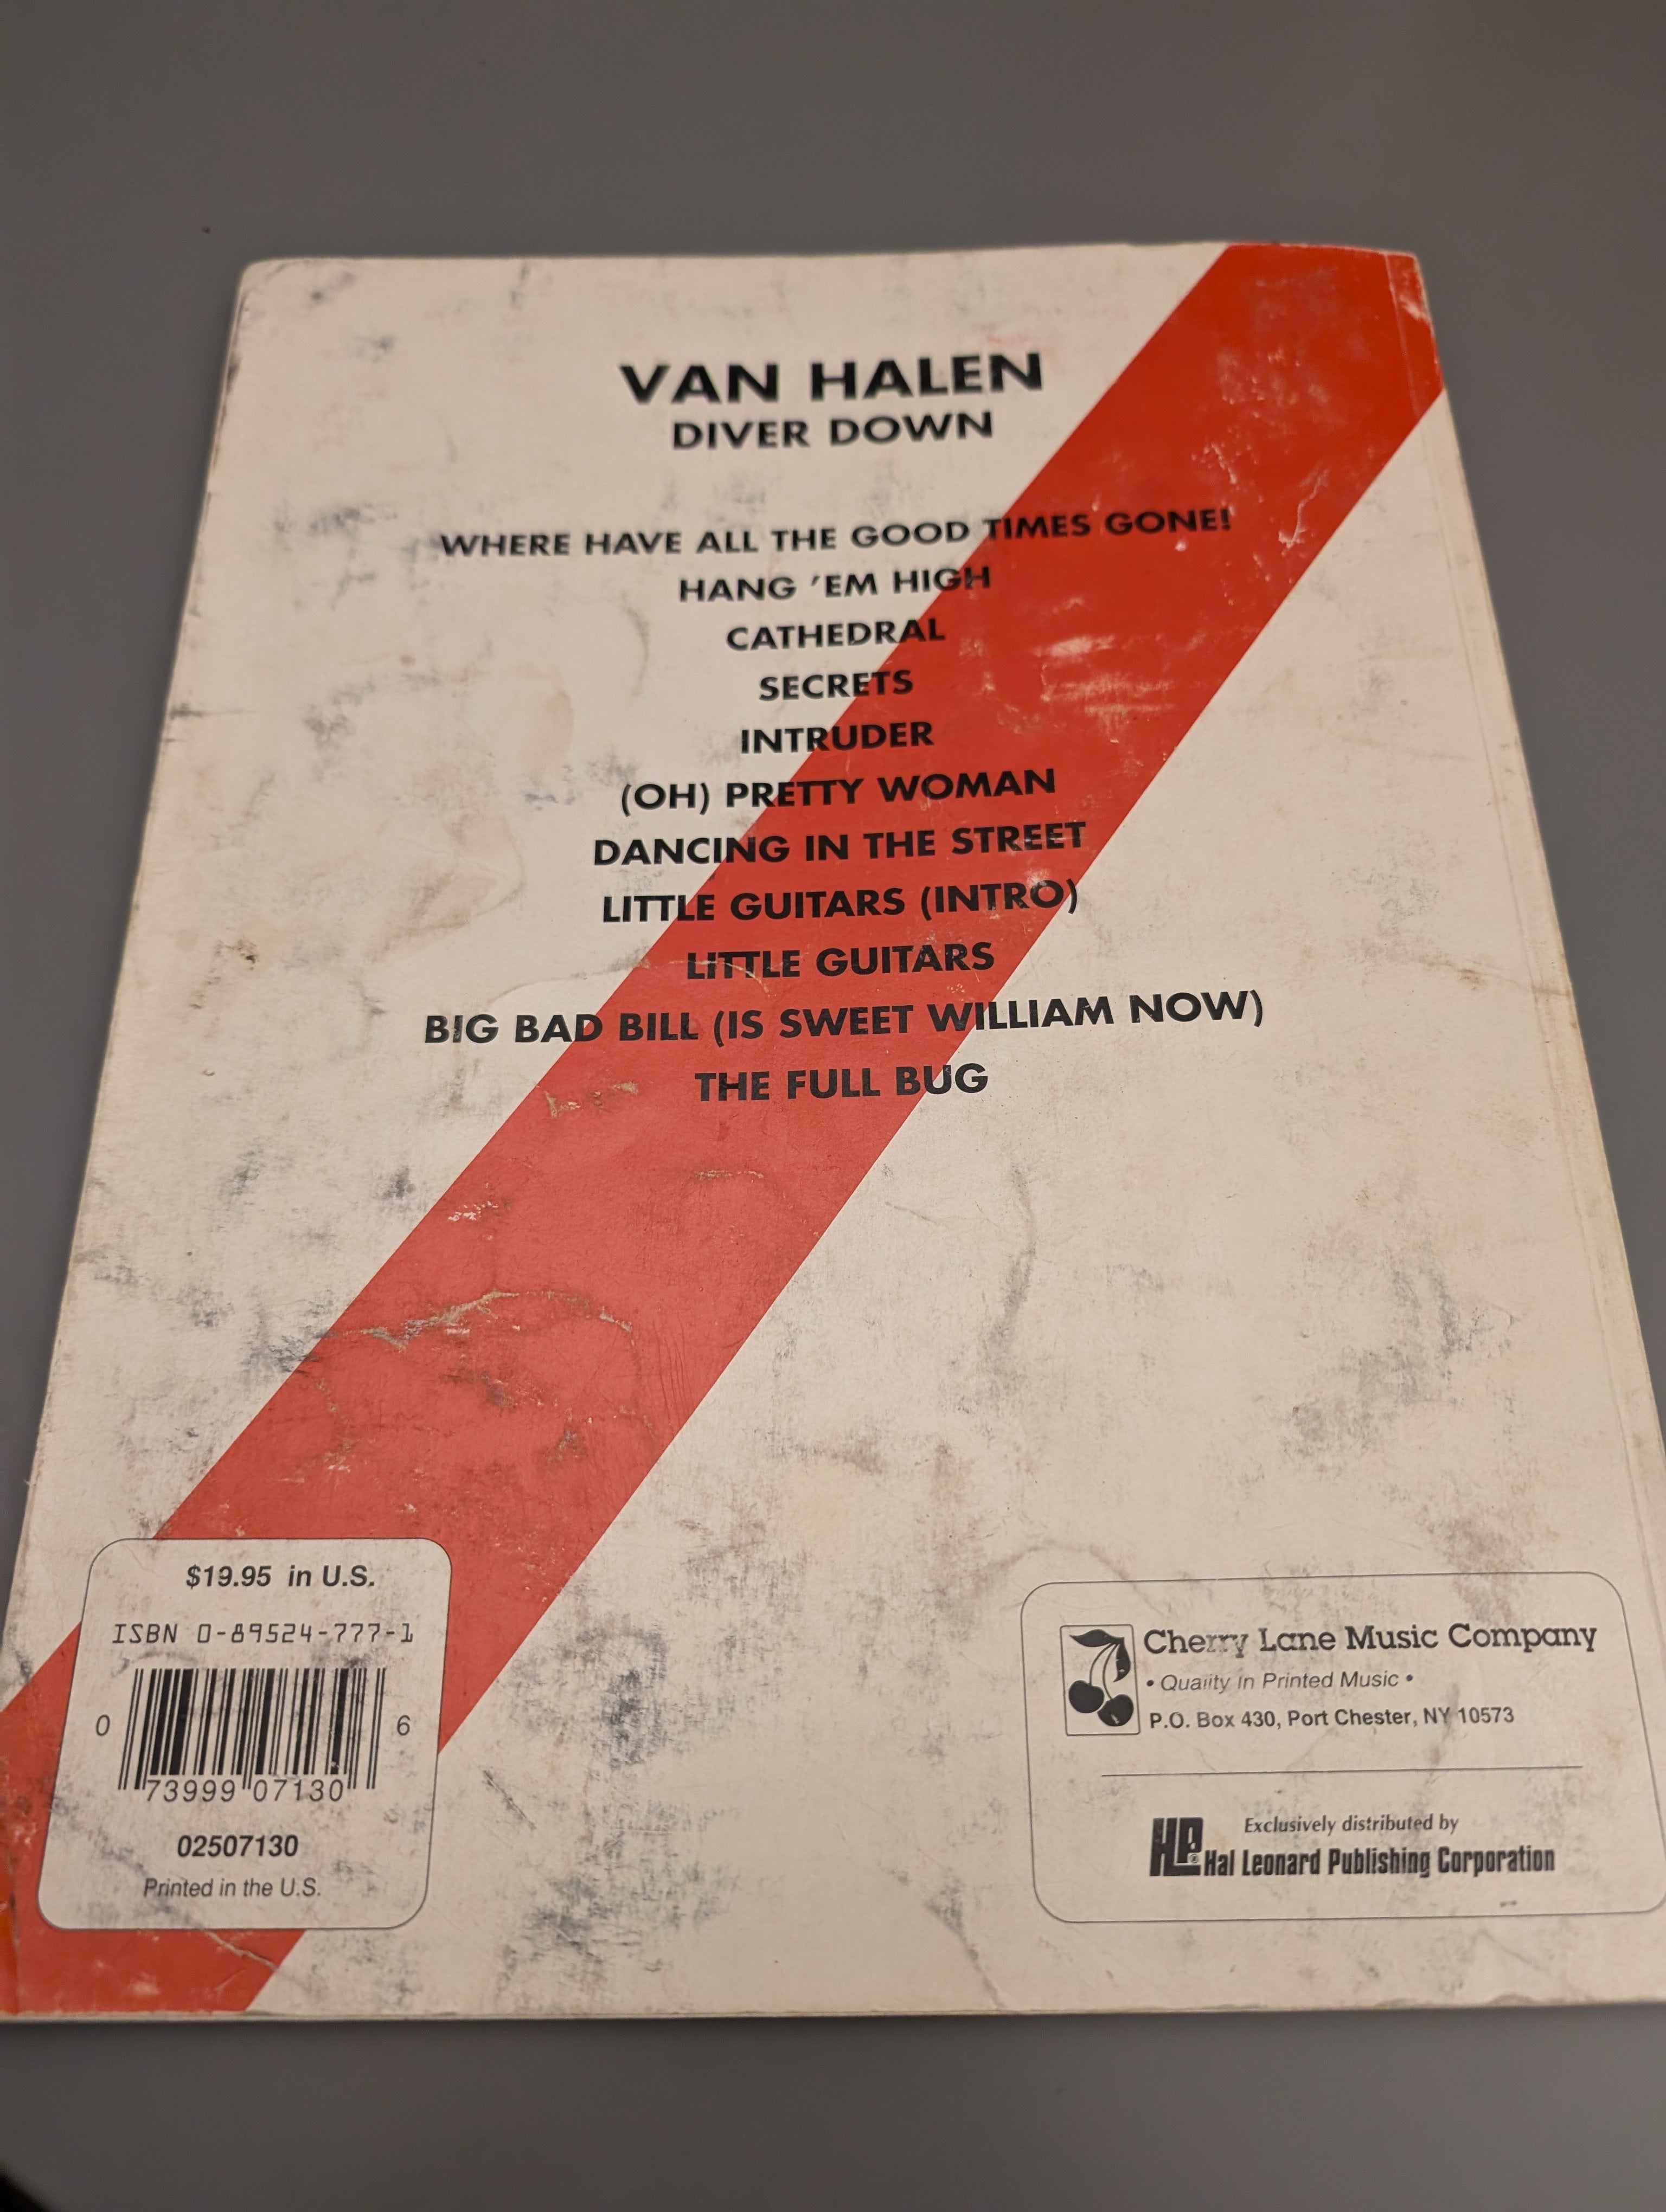 VAN HALEN
DIVER DOWN
WHERE HAVE ALL THE GOOD TIMES GONE!
HANG 'EM HIGH
CATHEDRAL
SECRETS
INTRUDER
(OH) PRETTY WOMAN
DANCING IN THE STREET
LITTLE GUITARS (INTRO)
LITTLE GUITARS
BIG BAD BILL (IS SWEET WILLIAM NOW)
THE FULL BUG
$19.95 in U.S.
ISBN 0-89524-777-1
0 73999 07130 6
02507130
Printed in the U.S.
Cherry Lane Music Company
• Quality in Printed Music •
P.O. Box 430, Port Chester, NY 10573
Exclusively distributed by
HL® Hal Leonard Publishing Corporation